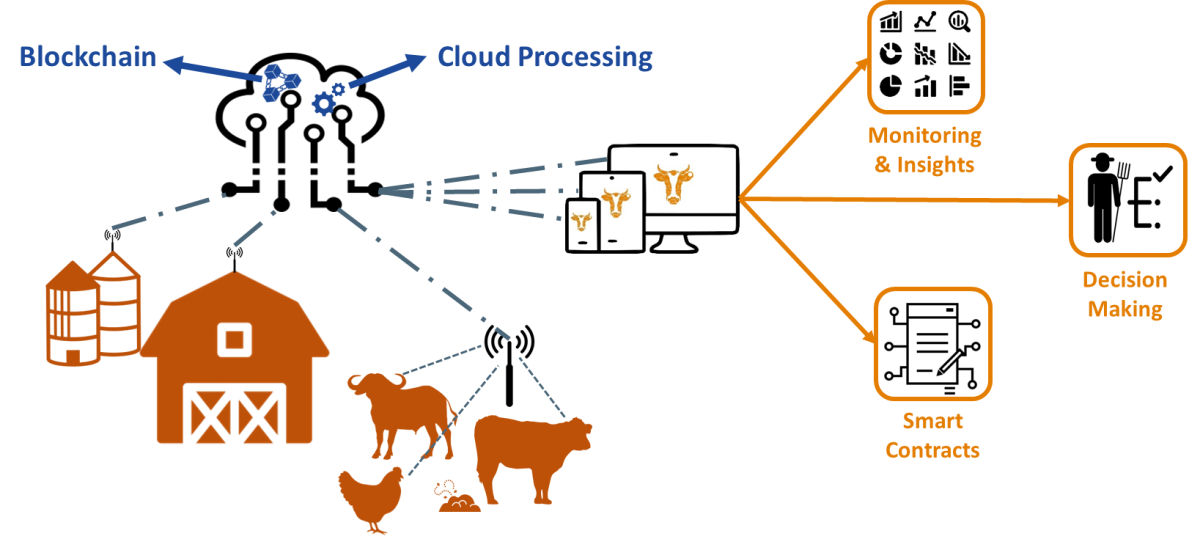 Blockchain
Cloud Processing
Monitoring
& Insights
Decision
Making
Smart
Contracts